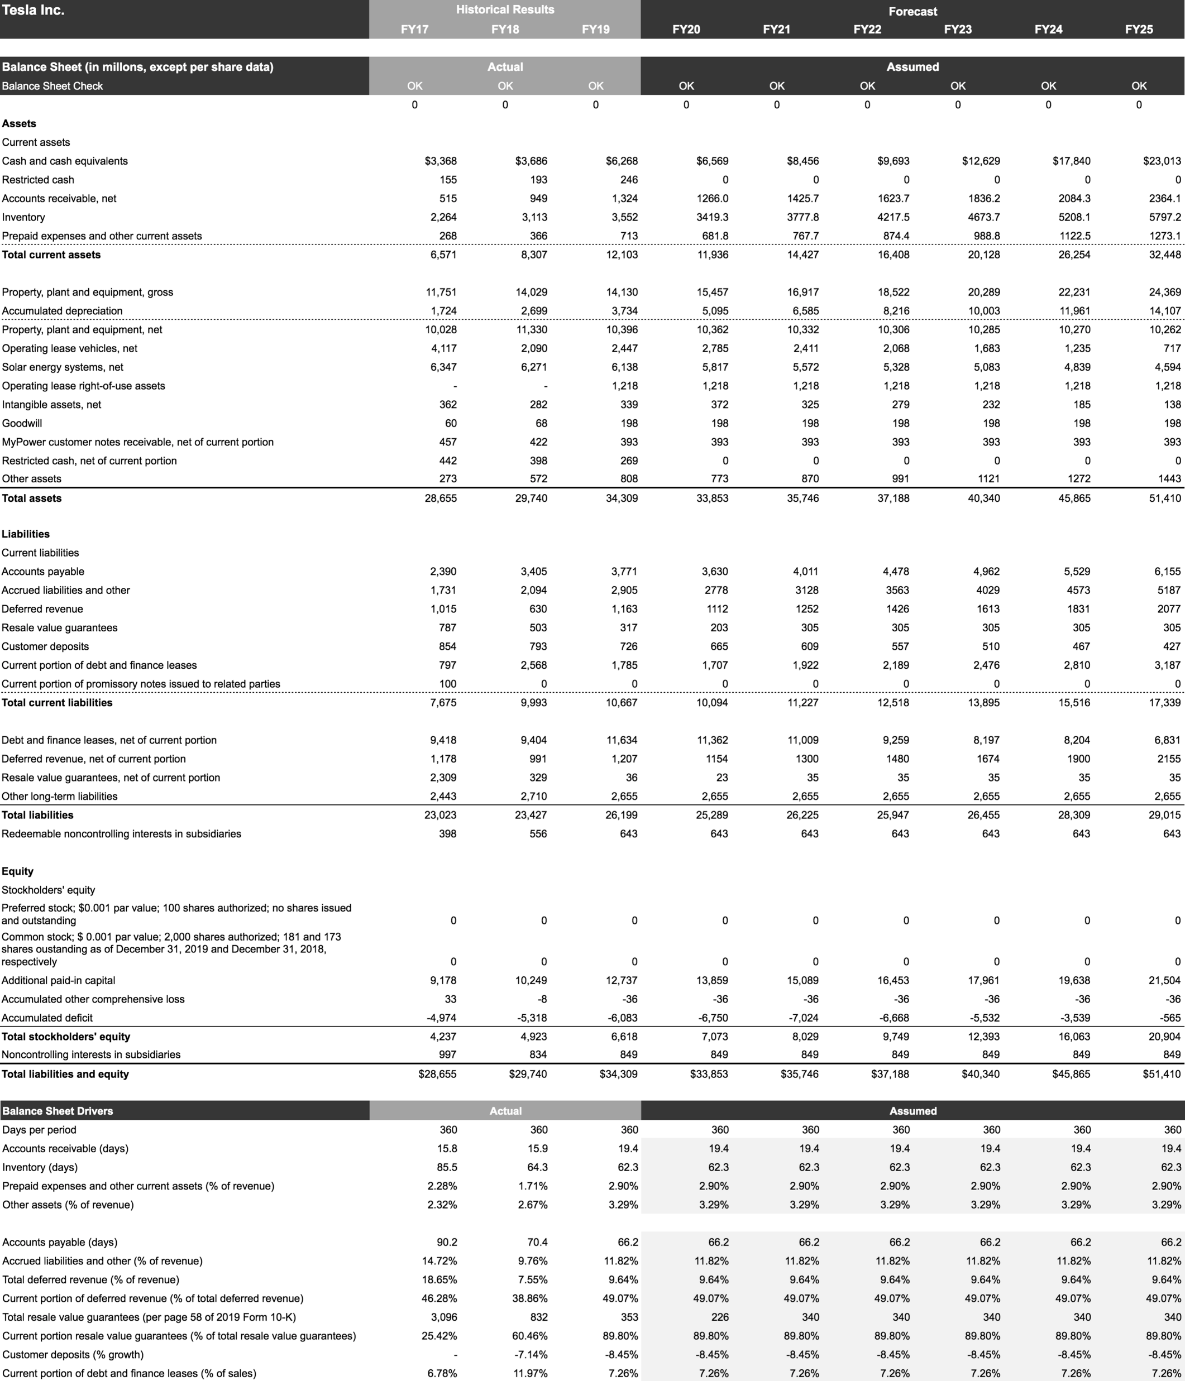 Tesla Inc. Historical Results Forecast
FY17 FY18 FY19 FY20 FY21 FY22 FY23 FY24 FY25
Balance Sheet (in millons, except per share data) Actual Assumed
Balance Sheet Check OK OK OK OK OK OK OK OK OK
0 0 0 0 0 0 0 0 0
Assets
Current assets
Cash and cash equivalents $3,368 $3,686 $6,268 $6,569 $8,456 $9,693 $12,629 $17,840 $23,013
Restricted cash 155 193 246 0 0 0 0 0 0
Accounts receivable, net 515 949 1,324 1266.0 1425.7 1623.7 1836.2 2084.3 2364.1
Inventory 2,264 3,113 3,552 3419.3 3777.8 4217.5 4673.7 5208.1 5797.2
Prepaid expenses and other current assets 268 366 713 681.8 767.7 874.4 988.8 1122.5 1273.1
Total current assets 6,571 8,307 12,103 11,936 14,427 16,408 20,128 26,254 32,448
Property, plant and equipment, gross 11,751 14,029 14,130 15,457 16,917 18,522 20,289 22,231 24,369
Accumulated depreciation 1,724 2,699 3,734 5,095 6,585 8,216 10,003 11,961 14,107
Property, plant and equipment, net 10,028 11,330 10,396 10,362 10,332 10,306 10,285 10,270 10,262
Operating lease vehicles, net 4,117 2,090 2,447 2,785 2,411 2,068 1,683 1,235 717
Solar energy systems, net 6,347 6,271 6,138 5,817 5,572 5,328 5,083 4,839 4,594
Operating lease right-of-use assets - - 1,218 1,218 1,218 1,218 1,218 1,218 1,218
Intangible assets, net 362 282 339 372 325 279 232 185 138
Goodwill 60 68 198 198 198 198 198 198 198
MyPower customer notes receivable, net of current portion 457 422 393 393 393 393 393 393 393
Restricted cash, net of current portion 442 398 269 0 0 0 0 0 0
Other assets 273 572 808 773 870 991 1121 1272 1443
Total assets 28,655 29,740 34,309 33,853 35,746 37,188 40,340 45,865 51,410
Liabilities
Current liabilities
Accounts payable 2,390 3,405 3,771 3,630 4,011 4,478 4,962 5,529 6,155
Accrued liabilities and other 1,731 2,094 2,905 2778 3128 3563 4029 4573 5187
Deferred revenue 1,015 630 1,163 1112 1252 1426 1613 1831 2077
Resale value guarantees 787 503 317 203 305 305 305 305 305
Customer deposits 854 793 726 665 609 557 510 467 427
Current portion of debt and finance leases 797 2,568 1,785 1,707 1,922 2,189 2,476 2,810 3,187
Current portion of promissory notes issued to related parties 100 0 0 0 0 0 0 0 0
Total current liabilities 7,675 9,993 10,667 10,094 11,227 12,518 13,895 15,516 17,339
Debt and finance leases, net of current portion 9,418 9,404 11,634 11,362 11,009 9,259 8,197 8,204 6,831
Deferred revenue, net of current portion 1,178 991 1,207 1154 1300 1480 1674 1900 2155
Resale value guarantees, net of current portion 2,309 329 36 23 35 35 35 35 35
Other long-term liabilities 2,443 2,710 2,655 2,655 2,655 2,655 2,655 2,655 2,655
Total liabilities 23,023 23,427 26,199 25,289 26,225 25,947 26,455 28,309 29,015
Redeemable noncontrolling interests in subsidiaries 398 556 643 643 643 643 643 643 643
Equity
Stockholders' equity
Preferred stock; $0.001 par value; 100 shares authorized; no shares issued
and outstanding 0 0 0 0 0 0 0 0 0
Common stock; $ 0.001 par value; 2,000 shares authorized; 181 and 173
shares oustanding as of December 31, 2019 and December 31, 2018,
respectively 0 0 0 0 0 0 0 0 0
Additional paid-in capital 9,178 10,249 12,737 13,859 15,089 16,453 17,961 19,638 21,504
Accumulated other comprehensive loss 33 -8 -36 -36 -36 -36 -36 -36 -36
Accumulated deficit -4,974 -5,318 -6,083 -6,750 -7,024 -6,668 -5,532 -3,539 -565
Total stockholders' equity 4,237 4,923 6,618 7,073 8,029 9,749 12,393 16,063 20,904
Noncontrolling interests in subsidiaries 997 834 849 849 849 849 849 849 849
Total liabilities and equity $28,655 $29,740 $34,309 $33,853 $35,746 $37,188 $40,340 $45,865 $51,410
Balance Sheet Drivers Actual Assumed
Days per period 360 360 360 360 360 360 360 360 360
Accounts receivable (days) 15.8 15.9 19.4 19.4 19.4 19.4 19.4 19.4 19.4
Inventory (days) 85.5 64.3 62.3 62.3 62.3 62.3 62.3 62.3 62.3
Prepaid expenses and other current assets (% of revenue) 2.28% 1.71% 2.90% 2.90% 2.90% 2.90% 2.90% 2.90% 2.90%
Other assets (% of revenue) 2.32% 2.67% 3.29% 3.29% 3.29% 3.29% 3.29% 3.29% 3.29%
Accounts payable (days) 90.2 70.4 66.2 66.2 66.2 66.2 66.2 66.2 66.2
Accrued liabilities and other (% of revenue) 14.72% 9.76% 11.82% 11.82% 11.82% 11.82% 11.82% 11.82% 11.82%
Total deferred revenue (% of revenue) 18.65% 7.55% 9.64% 9.64% 9.64% 9.64% 9.64% 9.64% 9.64%
Current portion of deferred revenue (% of total deferred revenue) 46.28% 38.86% 49.07% 49.07% 49.07% 49.07% 49.07% 49.07% 49.07%
Total resale value guarantees (per page 58 of 2019 Form 10-K) 3,096 832 353 226 340 340 340 340 340
Current portion resale value guarantees (% of total resale value guarantees) 25.42% 60.46% 89.80% 89.80% 89.80% 89.80% 89.80% 89.80% 89.80%
Customer deposits (% growth) - -7.14% -8.45% -8.45% -8.45% -8.45% -8.45% -8.45% -8.45%
Current portion of debt and finance leases (% of sales) 6.78% 11.97% 7.26% 7.26% 7.26% 7.26% 7.26% 7.26% 7.26%